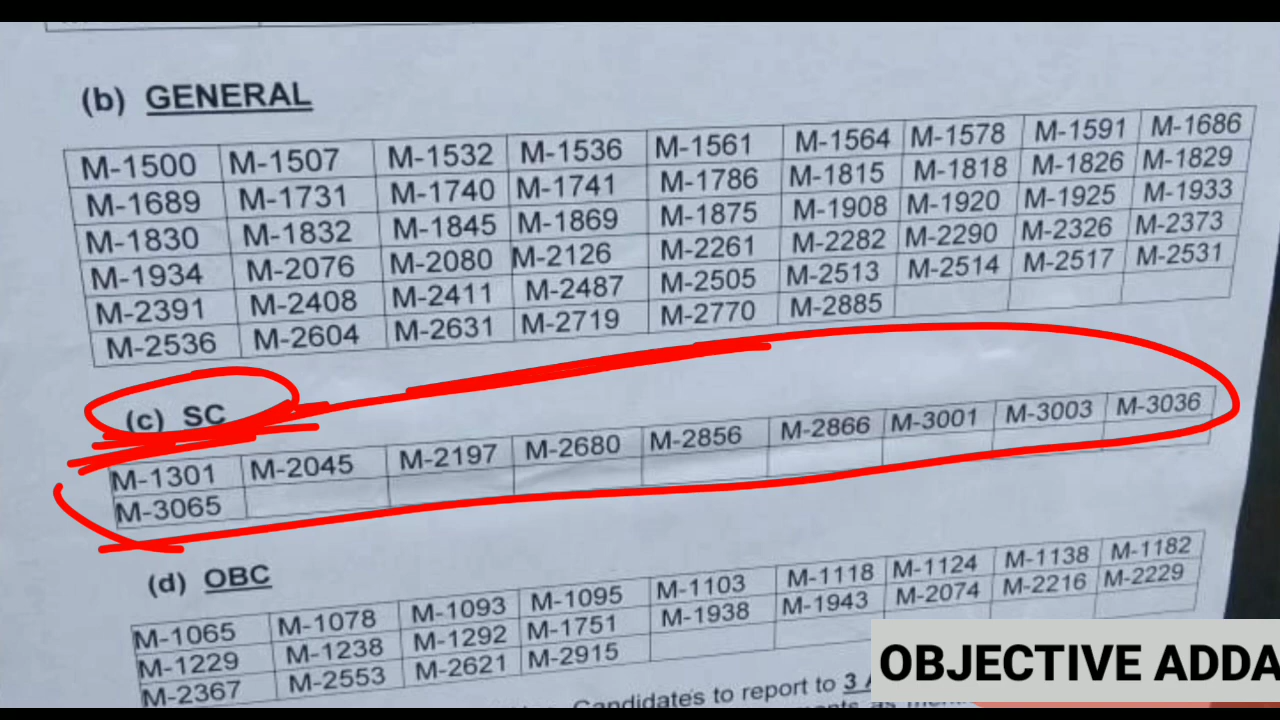 (b) GENERAL
M-1500 M-1507 M-1532 M-1536 M-1561 M-1564 M-1578 M-1591 M-1686
M-1689 M-1731 M-1740 M-1741 M-1786 M-1815 M-1818 M-1826 M-1829
M-1830 M-1832 M-1845 M-1869 M-1875 M-1908 M-1920 M-1925 M-1933
M-1934 M-2076 M-2080 M-2126 M-2261 M-2282 M-2290 M-2326 M-2373
M-2391 M-2408 M-2411 M-2487 M-2505 M-2513 M-2514 M-2517 M-2531
M-2536 M-2604 M-2631 M-2719 M-2770 M-2885
(c) SC
M-1301 M-2045 M-2197 M-2680 M-2856 M-2866 M-3001 M-3003 M-3036
M-3065
(d) OBC
M-1065 M-1078 M-1093 M-1095 M-1103 M-1118 M-1124 M-1138 M-1182
M-1229 M-1238 M-1292 M-1751 M-1938 M-1943 M-2074 M-2216 M-2229
M-2367 M-2553 M-2621 M-2915
Candidates to report to 3
OBJECTIVE ADDA